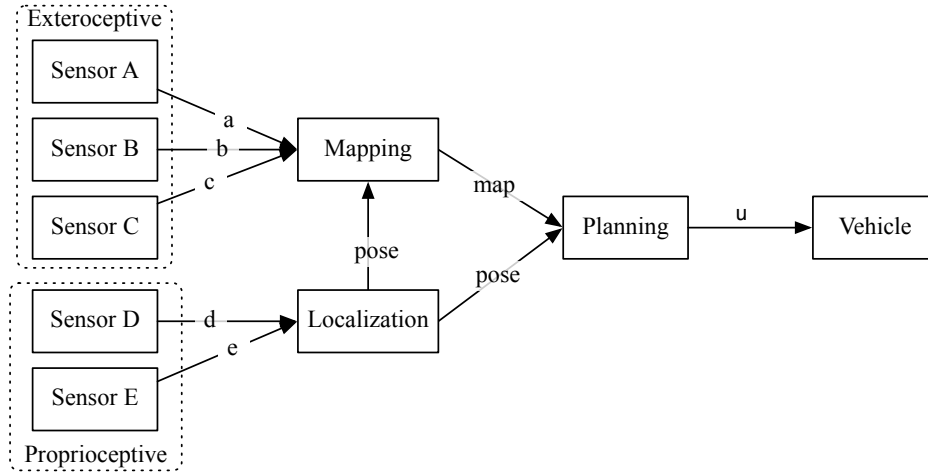 Exteroceptive
Sensor A
Sensor B
Sensor C
a
b
c
Mapping
map
pose
Planning
u
Vehicle
pose
Sensor D
Sensor E
d
e
Localization
Proprioceptive